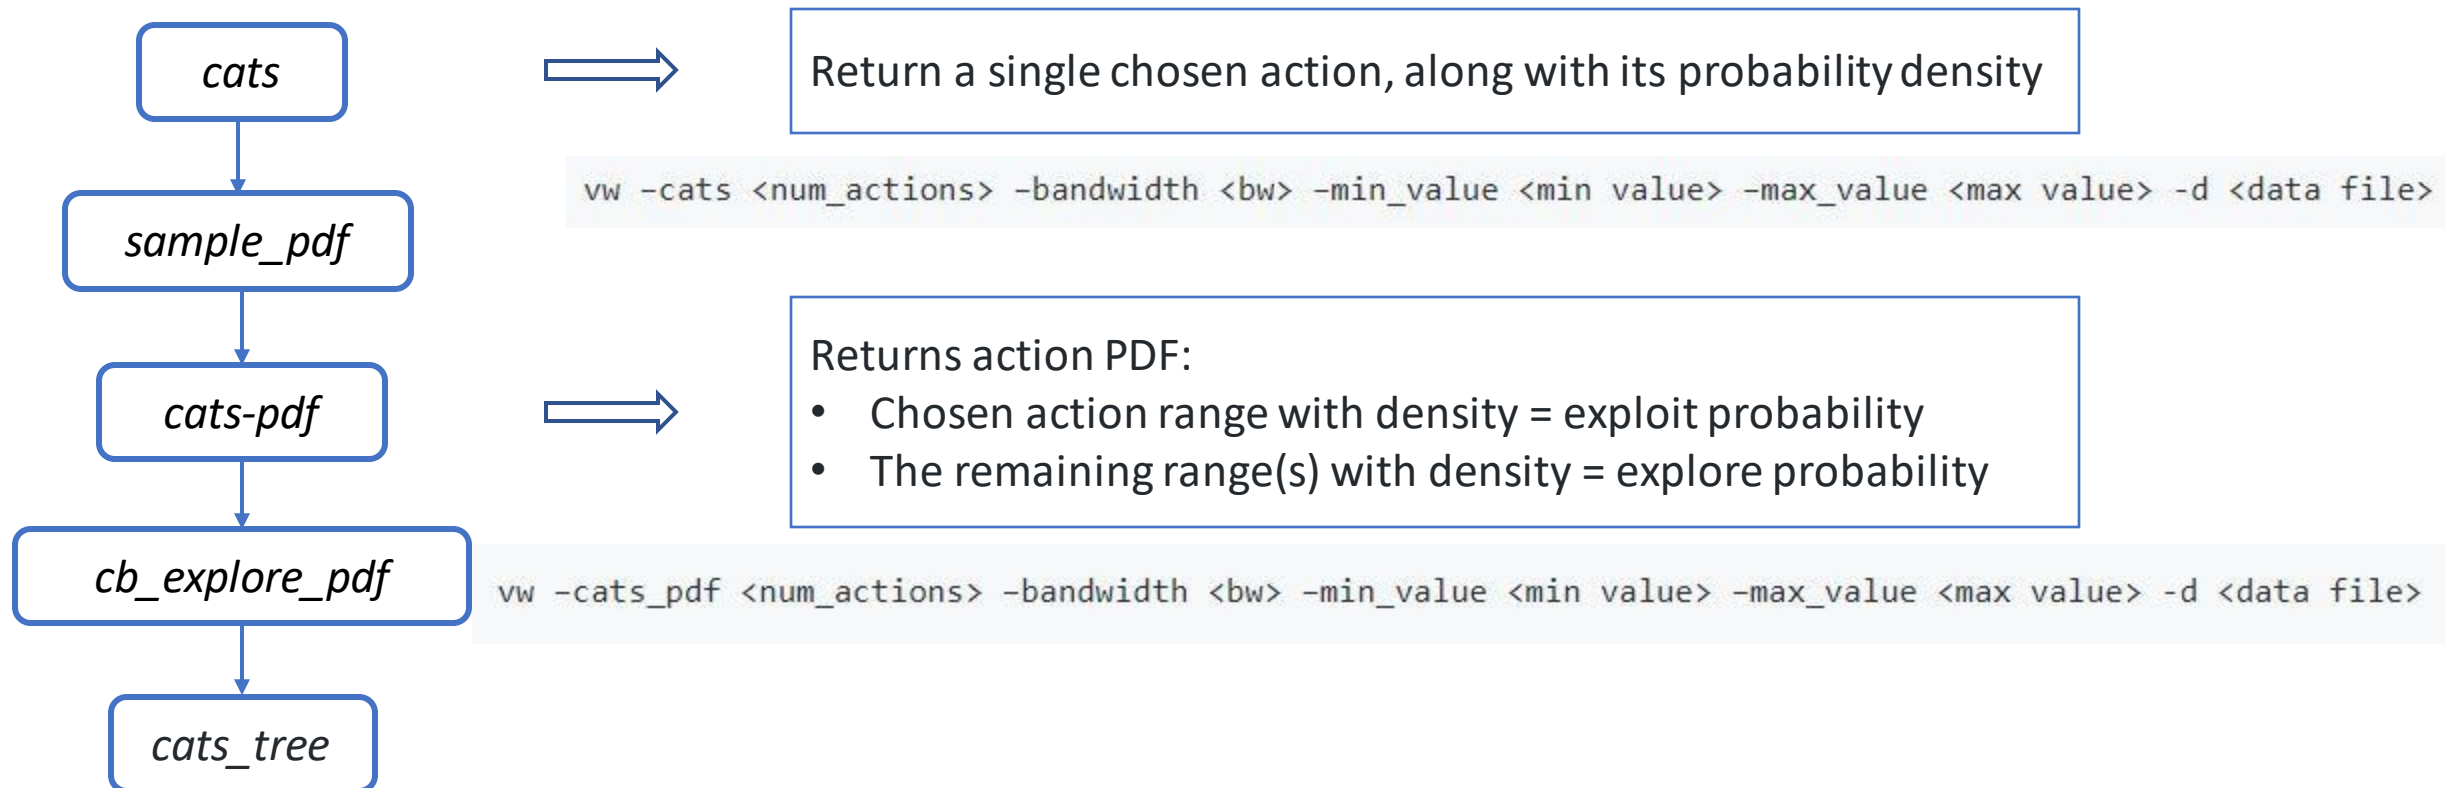 cats
Return a single chosen action, along with its probability density
vw –cats <num_actions> –bandwidth <bw> –min_value <min value> –max_value <max value> -d <data file>
sample_pdf
Returns action PDF:
• Chosen action range with density = exploit probability
• The remaining range(s) with density = explore probability
cats-pdf
cb_explore_pdf
vw –cats_pdf <num_actions> –bandwidth <bw> –min_value <min value> –max_value <max value> -d <data file>
cats_tree